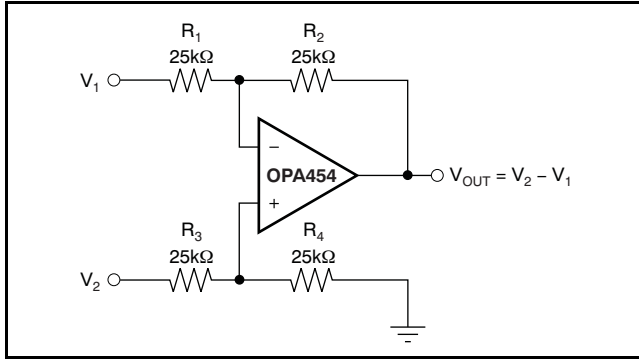 R1
25kΩ
R2
25kΩ
V1
−
OPA454
+
VOUT = V2 − V1
R3
25kΩ
R4
25kΩ
V2